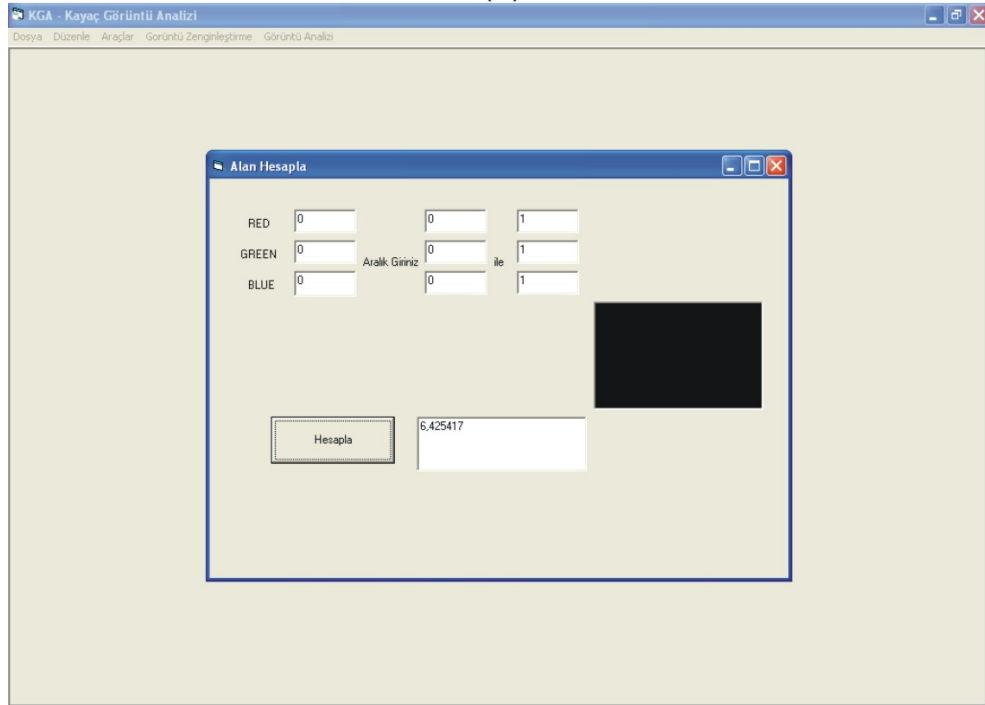 KGA - Kayaç Görüntü Analizi
Dosya Düzenle Araçlar Gorüntü Zenginleştirme Görüntü Analizi
Alan Hesapla
RED 0 0 1
GREEN 0 Aralık Giriniz 0 ile 1
BLUE 0 0 1
Hesapla 6,425417